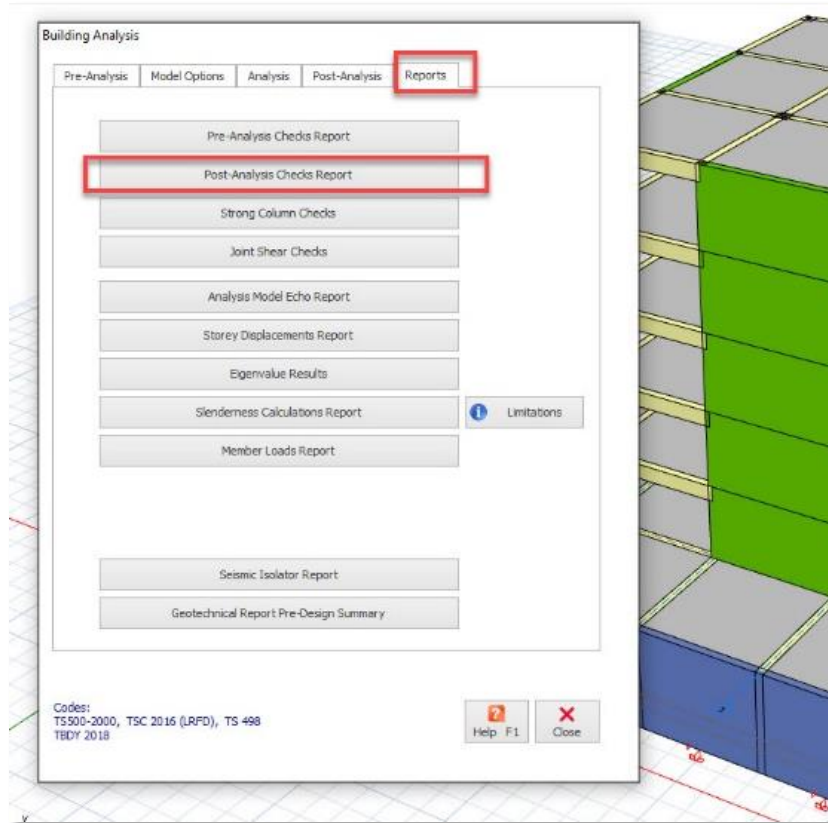 Building Analysis
Pre-Analysis Model Options Analysis Post-Analysis Reports
Pre-Analysis Checks Report
Post-Analysis Checks Report
Strong Column Checks
Joint Shear Checks
Analysis Model Echo Report
Storey Displacements Report
Eigenvalue Results
Slenderness Calculations Report
Limitations
Member Loads Report
Seismic Isolator Report
Geotechnical Report Pre-Design Summary
Codes:
TS500-2000, TSC 2016 (LRFD), TS 498
TBDY 2018
Help F1
Close
y